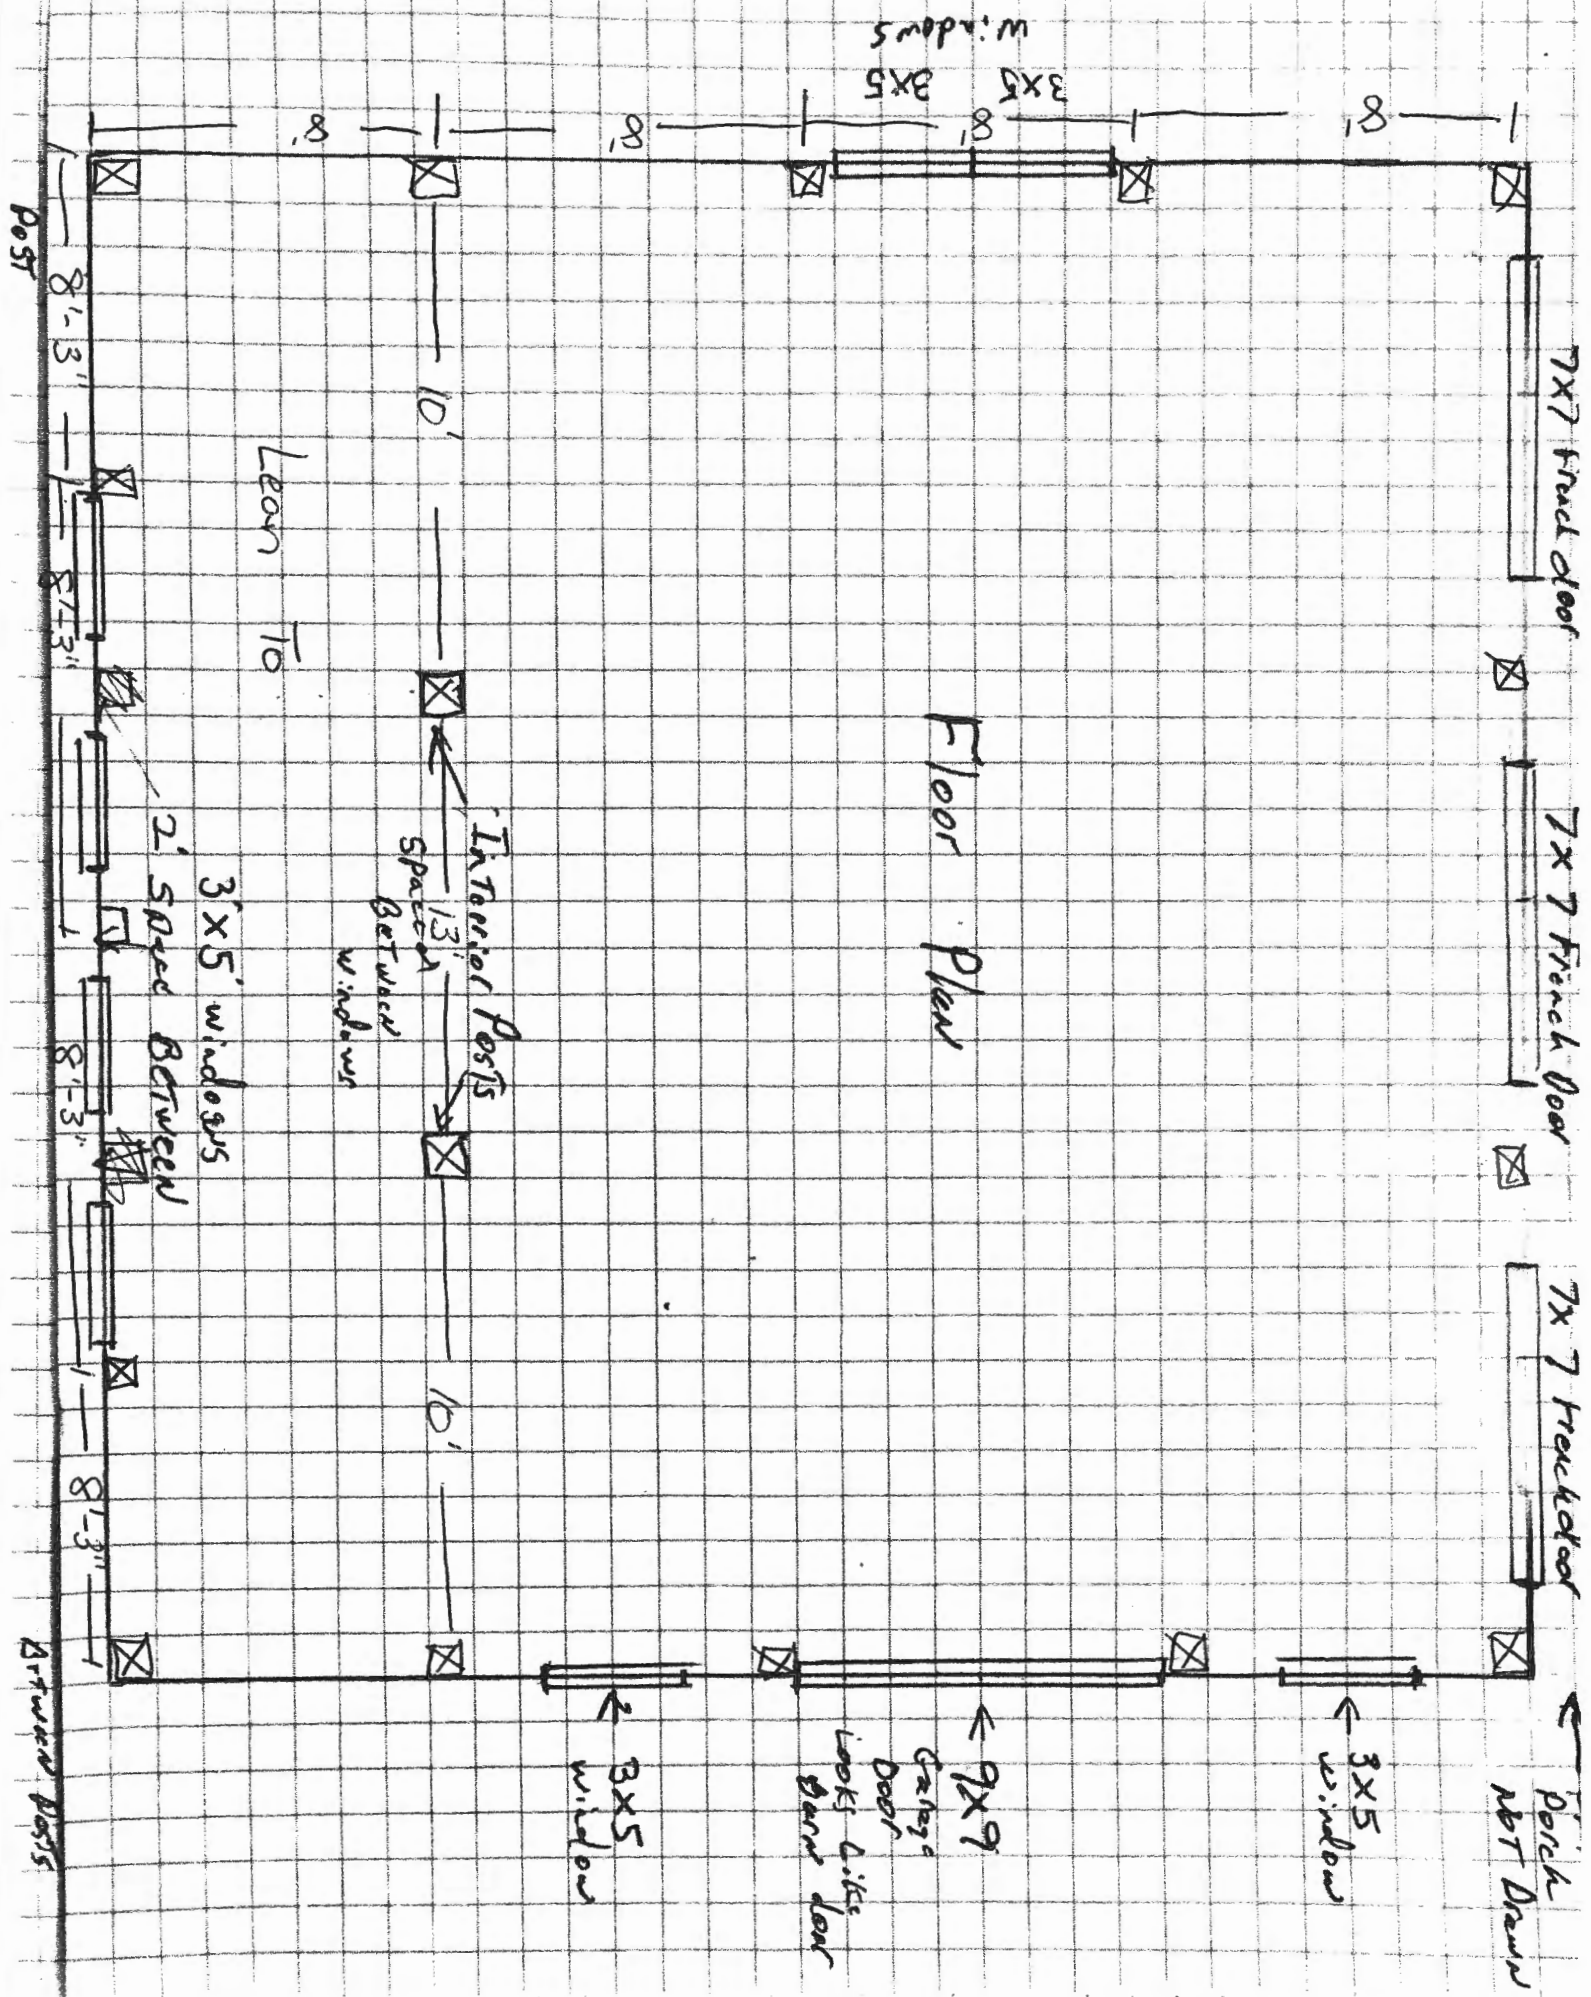 Floor Plan
7X7 French door
7X7 French Door
7X7 French door
Porch
NOT Drawn
3X5
window
9X9
Garage
Door
Looks Like
Barn door
3X5
window
8'
8'
8'
8'
3X5 3X5
windows
10'
13'
10'
Interior Posts
Spaced
Between
windows
Lean To
3'X5' windows
2' Space Between
8'-3"
8'-3"
8'-3"
8'-3"
Post
Between Posts